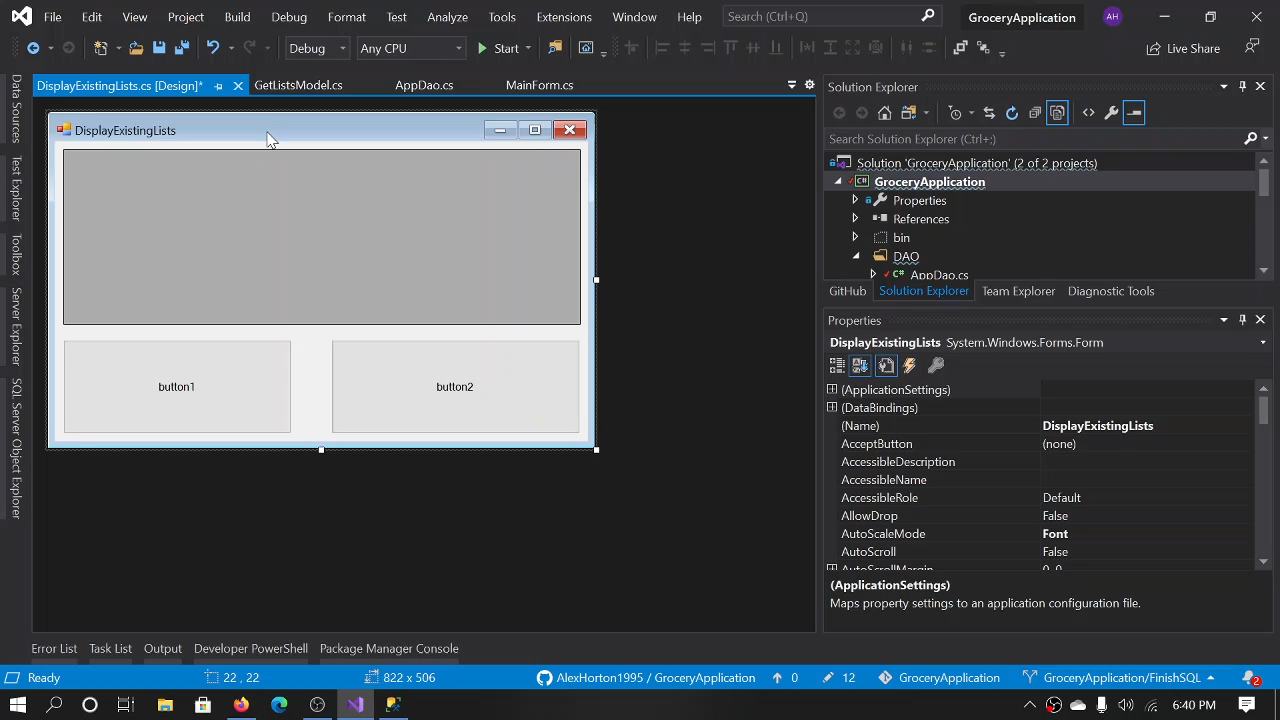 File Edit View Project Build Debug Format Test Analyze Tools Extensions Window Help Search (Ctrl+Q) GroceryApplication AH
Debug Any CPU Start Live Share
DisplayExistingLists.cs [Design]* GetListsModel.cs AppDao.cs MainForm.cs
Data Sources
Test Explorer
Toolbox
Server Explorer
SQL Server Object Explorer
DisplayExistingLists
button1 button2
Solution Explorer
Search Solution Explorer (Ctrl+;)
Solution 'GroceryApplication' (2 of 2 projects)
GroceryApplication
Properties
References
bin
DAO
AppDao.cs
GitHub Solution Explorer Team Explorer Diagnostic Tools
Properties
DisplayExistingLists System.Windows.Forms.Form
(ApplicationSettings)
(DataBindings)
(Name) DisplayExistingLists
AcceptButton (none)
AccessibleDescription
AccessibleName
AccessibleRole Default
AllowDrop False
AutoScaleMode Font
AutoScroll False
AutoScrollMargin 0, 0
(ApplicationSettings)
Maps property settings to an application configuration file.
Error List Task List Output Developer PowerShell Package Manager Console
Ready 22 , 22 822 x 506 AlexHorton1995 / GroceryApplication 0 12 GroceryApplication GroceryApplication/FinishSQL 2
6:40 PM